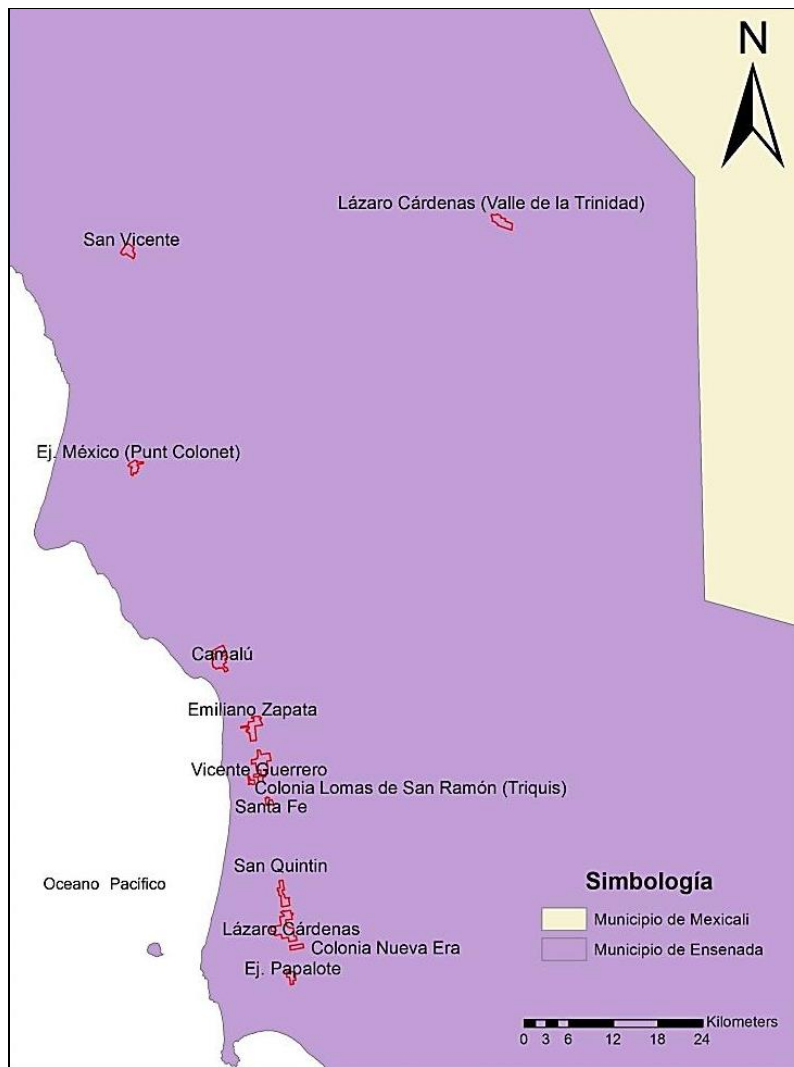 N
Lázaro Cárdenas (Valle de la Trinidad)
San Vicente
Ej. México (Punt Colonet)
Camalú
Emiliano Zapata
Vicente Guerrero
Colonia Lomas de San Ramón (Triquis)
Santa Fe
San Quintin
Oceano Pacífico
Lázaro Cárdenas
Colonia Nueva Era
Ej. Papalote
Simbología
Municipio de Mexicali
Municipio de Ensenada
Kilometers
0 3 6 12 18 24